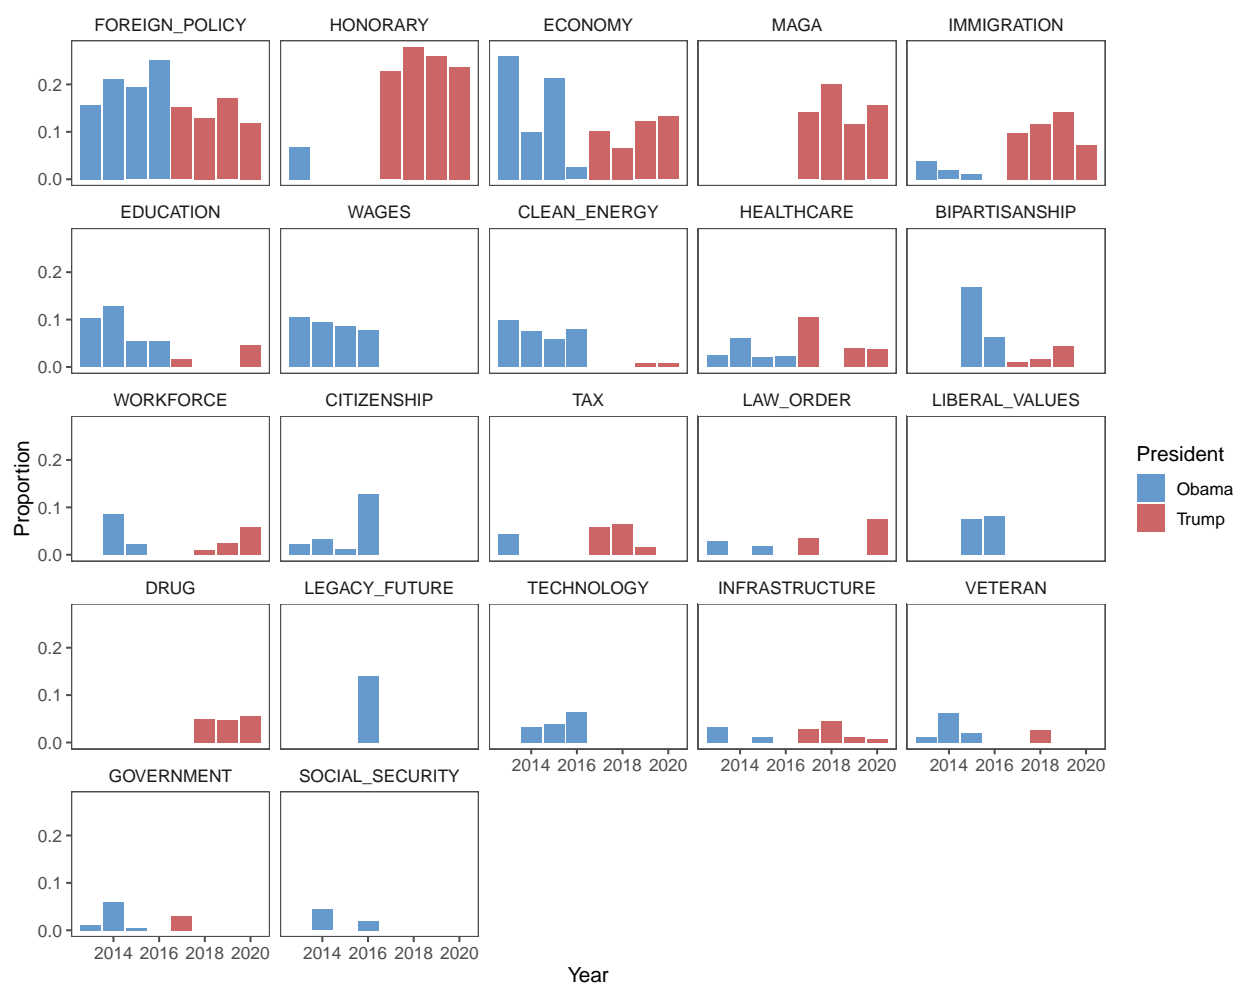 FOREIGN_POLICY HONORARY ECONOMY MAGA IMMIGRATION
0.2
0.1
0.0
EDUCATION WAGES CLEAN_ENERGY HEALTHCARE BIPARTISANSHIP
0.2
0.1
0.0
WORKFORCE CITIZENSHIP TAX LAW_ORDER LIBERAL_VALUES
0.2
0.1
0.0
DRUG LEGACY_FUTURE TECHNOLOGY INFRASTRUCTURE VETERAN
0.2
0.1
0.0
2014 2016 2018 2020 2014 2016 2018 2020 2014 2016 2018 2020
GOVERNMENT SOCIAL_SECURITY
0.2
0.1
0.0
2014 2016 2018 2020 2014 2016 2018 2020
Year
Proportion
President
Obama
Trump